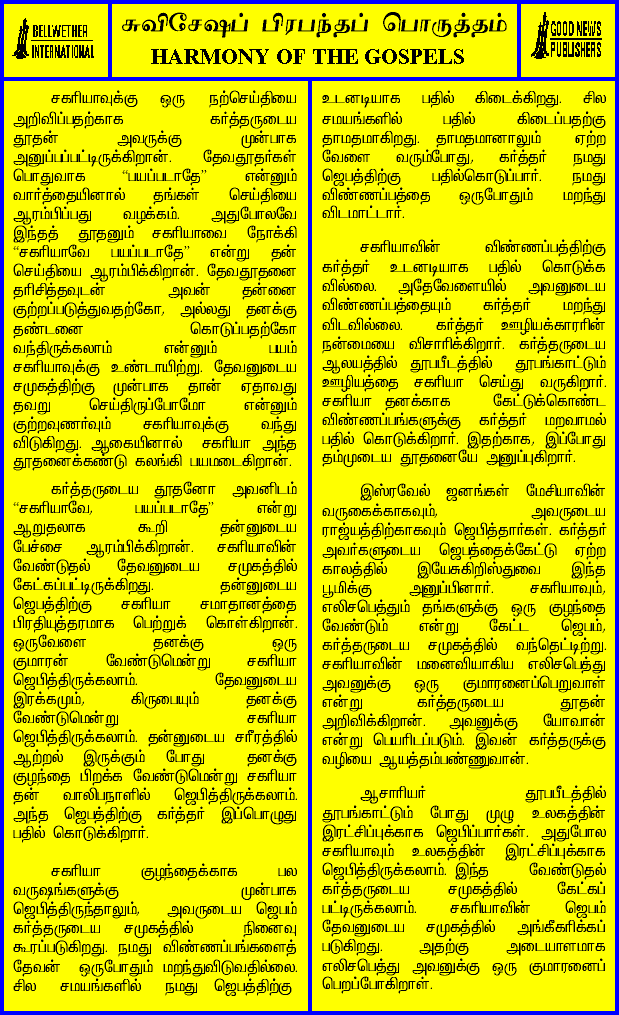 BELLWETHER
INTERNATIONAL
சுவிசேஷப் பிரபந்தப் பொருத்தம்
HARMONY OF THE GOSPELS
GOOD NEWS
PUBLISHERS
சகரியாவுக்கு ஒரு நற்செய்தியை
அறிவிப்பதற்காக கர்த்தருடைய
தூதன் அவருக்கு முன்பாக
அனுப்பப்பட்டிருக்கிறான். தேவதூதர்கள்
பொதுவாக “பயப்படாதே” என்னும்
வார்த்தையினால் தங்கள் செய்தியை
ஆரம்பிப்பது வழக்கம். அதுபோலவே
இந்தத் தூதனும் சகரியாவை நோக்கி
“சகரியாவே பயப்படாதே” என்று தன்
செய்தியை ஆரம்பிக்கிறான். தேவதூதனை
தரிசித்தவுடன் அவன் தன்னை
குற்றப்படுத்துவதற்கோ, அல்லது தனக்கு
தண்டனை கொடுப்பதற்கோ
வந்திருக்கலாம் என்னும் பயம்
சகரியாவுக்கு உண்டாயிற்று. தேவனுடைய
சமுகத்திற்கு முன்பாக தான் ஏதாவது
தவறு செய்திருப்போமோ என்னும்
குற்றவுணர்வும் சகரியாவுக்கு வந்து
விடுகிறது. ஆகையினால் சகரியா அந்த
தூதனைக்கண்டு கலங்கி பயமடைகிறான்.
கர்த்தருடைய தூதனோ அவனிடம்
“சகரியாவே, பயப்படாதே” என்று
ஆறுதலாக கூறி தன்னுடைய
பேச்சை ஆரம்பிக்கிறான். சகரியாவின்
வேண்டுதல் தேவனுடைய சமுகத்தில்
கேட்கப்பட்டிருக்கிறது. தன்னுடைய
ஜெபத்திற்கு சகரியா சமாதானத்தை
பிரதியுத்தரமாக பெற்றுக் கொள்கிறான்.
ஒருவேளை தனக்கு ஒரு
குமாரன் வேண்டுமென்று சகரியா
ஜெபித்திருக்கலாம். தேவனுடைய
இரக்கமும், கிருபையும் தனக்கு
வேண்டுமென்று சகரியா
ஜெபித்திருக்கலாம். தன்னுடைய சரீரத்தில்
ஆற்றல் இருக்கும் போது தனக்கு
குழந்தை பிறக்க வேண்டுமென்று சகரியா
தன் வாலிபநாளில் ஜெபித்திருக்கலாம்.
அந்த ஜெபத்திற்கு கர்த்தர் இப்பொழுது
பதில் கொடுக்கிறார்.
சகரியா குழந்தைக்காக பல
வருஷங்களுக்கு முன்பாக
ஜெபித்திருந்தாலும், அவருடைய ஜெபம்
கர்த்தருடைய சமுகத்தில் நினைவு
கூரப்படுகிறது. நமது விண்ணப்பங்களைத்
தேவன் ஒருபோதும் மறந்துவிடுவதில்லை.
சில சமயங்களில் நமது ஜெபத்திற்கு
உடனடியாக பதில் கிடைக்கிறது. சில
சமயங்களில் பதில் கிடைப்பதற்கு
தாமதமாகிறது. தாமதமானாலும் ஏற்ற
வேளை வரும்போது, கர்த்தர் நமது
ஜெபத்திற்கு பதில்கொடுப்பார். நமது
விண்ணப்பத்தை ஒருபோதும் மறந்து
விடமாட்டார்.
சகரியாவின் விண்ணப்பத்திற்கு
கர்த்தர் உடனடியாக பதில் கொடுக்க
வில்லை. அதேவேளையில் அவனுடைய
விண்ணப்பத்தையும் கர்த்தர் மறந்து
விடவில்லை. கர்த்தர் ஊழியக்காரரின்
நன்மையை விசாரிக்கிறார். கர்த்தருடைய
ஆலயத்தில் தூபபீடத்தில் தூபங்காட்டும்
ஊழியத்தை சகரியா செய்து வருகிறார்.
சகரியா தனக்காக கேட்டுக்கொண்ட
விண்ணப்பங்களுக்கு கர்த்தர் மறவாமல்
பதில் கொடுக்கிறார். இதற்காக, இப்போது
தம்முடைய தூதனையே அனுப்புகிறார்.
இஸ்ரவேல் ஜனங்கள் மேசியாவின்
வருகைக்காகவும், அவருடைய
ராஜ்யத்திற்காகவும் ஜெபித்தார்கள். கர்த்தர்
அவர்களுடைய ஜெபத்தைக்கேட்டு ஏற்ற
காலத்தில் இயேசுகிறிஸ்துவை இந்த
பூமிக்கு அனுப்பினார். சகரியாவும்,
எலிசபெத்தும் தங்களுக்கு ஒரு குழந்தை
வேண்டும் என்று கேட்ட ஜெபம்,
கர்த்தருடைய சமுகத்தில் வந்தெட்டிற்று.
சகரியாவின் மனைவியாகிய எலிசபெத்து
அவனுக்கு ஒரு குமாரனைப்பெறுவாள்
என்று கர்த்தருடைய தூதன்
அறிவிக்கிறான். அவனுக்கு யோவான்
என்று பெயரிடப்படும். இவன் கர்த்தருக்கு
வழியை ஆயத்தம்பண்ணுவான்.
ஆசாரியர் தூபபீடத்தில்
தூபங்காட்டும் போது முழு உலகத்தின்
இரட்சிப்புக்காக ஜெபிப்பார்கள். அதுபோல
சகரியாவும் உலகத்தின் இரட்சிப்புக்காக
ஜெபித்திருக்கலாம். இந்த வேண்டுதல்
கர்த்தருடைய சமுகத்தில் கேட்கப்
பட்டிருக்கலாம். சகரியாவின் ஜெபம்
தேவனுடைய சமுகத்தில் அங்கீகரிக்கப்
படுகிறது. அதற்கு அடையாளமாக
எலிசபெத்து அவனுக்கு ஒரு குமாரனைப்
பெறப்போகிறாள்.